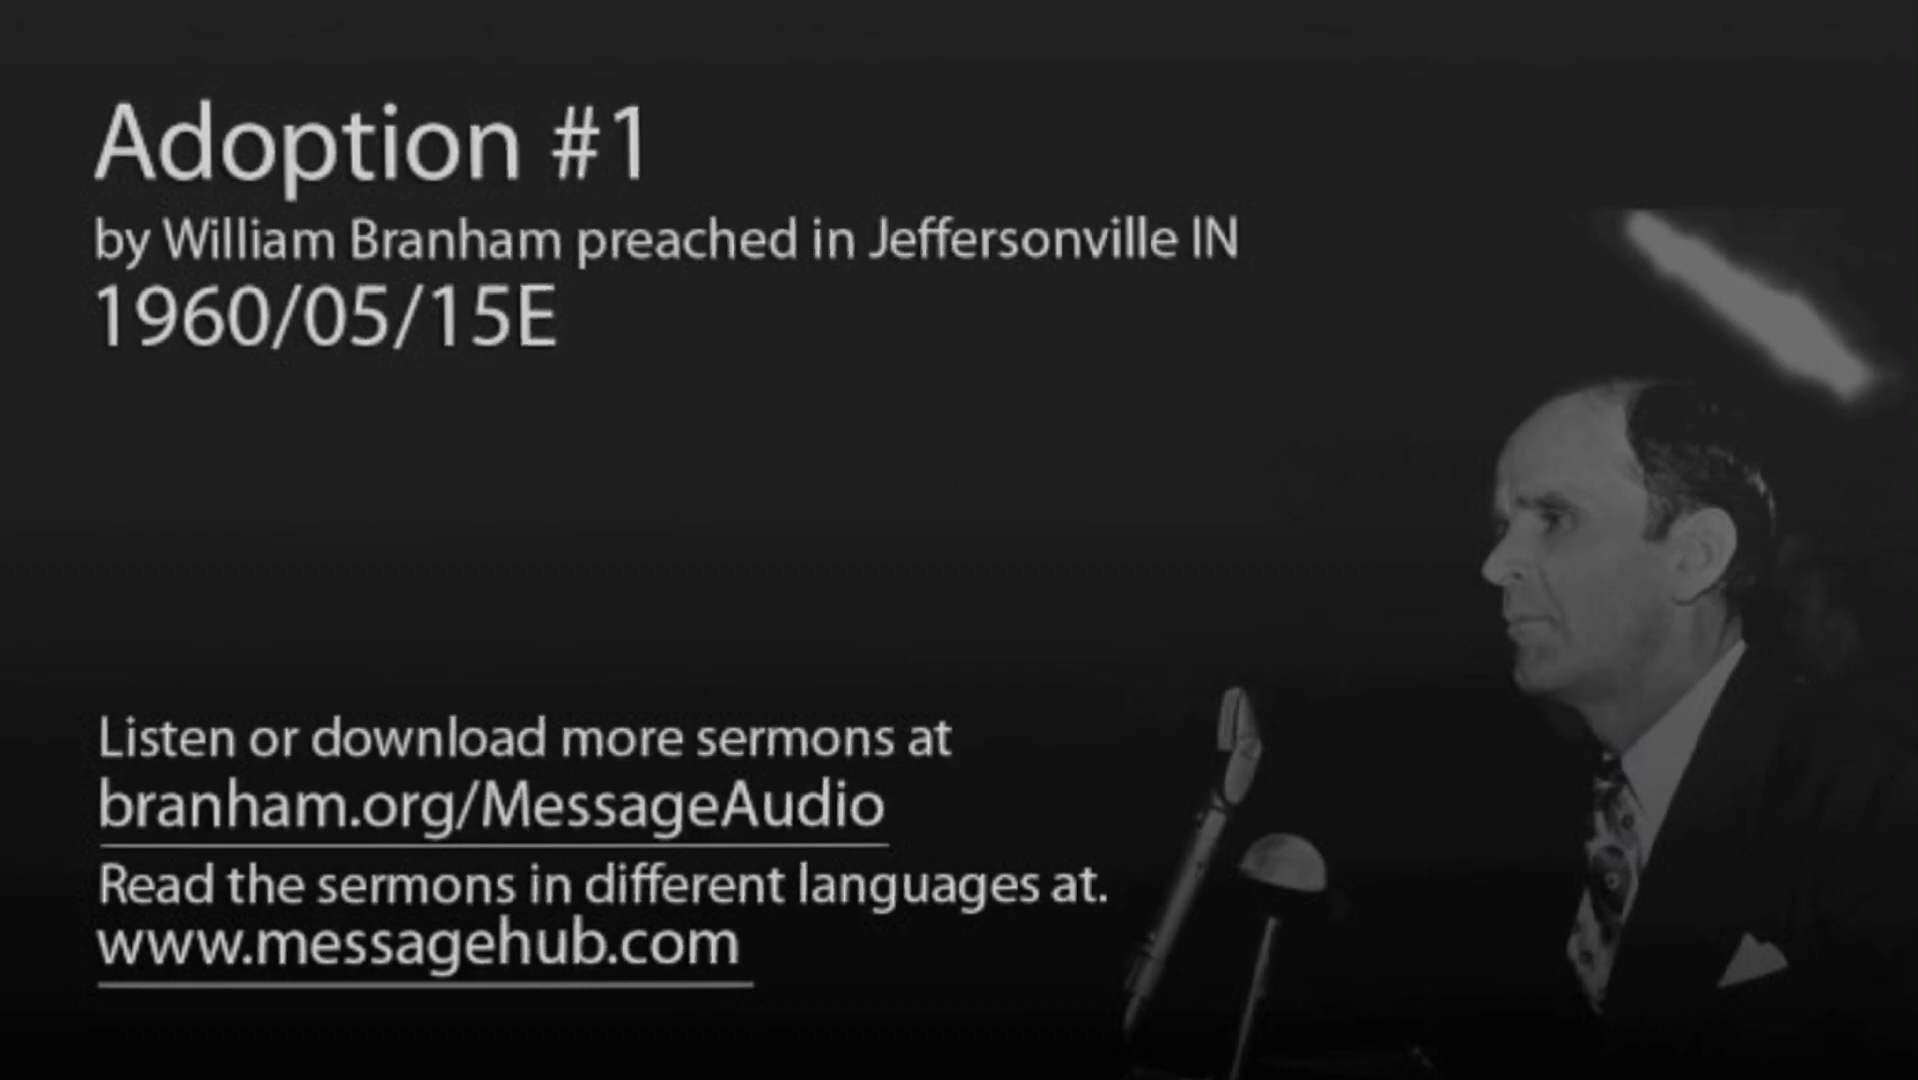 Adoption #1
by William Branham preached in Jeffersonville IN
1960/05/15E
Listen or download more sermons at
branham.org/MessageAudio
Read the sermons in different languages at.
www.messagehub.com